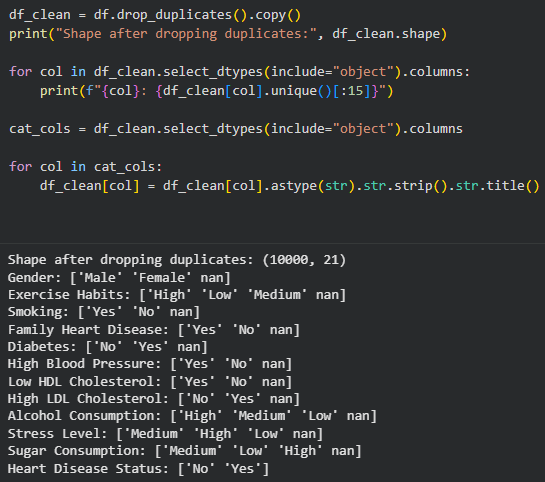 df_clean = df.drop_duplicates().copy()
print("Shape after dropping duplicates:", df_clean.shape)
for col in df_clean.select_dtypes(include="object").columns:
    print(f"{col}: {df_clean[col].unique()[:15]}")
cat_cols = df_clean.select_dtypes(include="object").columns
for col in cat_cols:
    df_clean[col] = df_clean[col].astype(str).str.strip().str.title()
Shape after dropping duplicates: (10000, 21)
Gender: ['Male' 'Female' nan]
Exercise Habits: ['High' 'Low' 'Medium' nan]
Smoking: ['Yes' 'No' nan]
Family Heart Disease: ['Yes' 'No' nan]
Diabetes: ['No' 'Yes' nan]
High Blood Pressure: ['Yes' 'No' nan]
Low HDL Cholesterol: ['Yes' 'No' nan]
High LDL Cholesterol: ['No' 'Yes' nan]
Alcohol Consumption: ['High' 'Medium' 'Low' nan]
Stress Level: ['Medium' 'High' 'Low' nan]
Sugar Consumption: ['Medium' 'Low' 'High' nan]
Heart Disease Status: ['No' 'Yes']